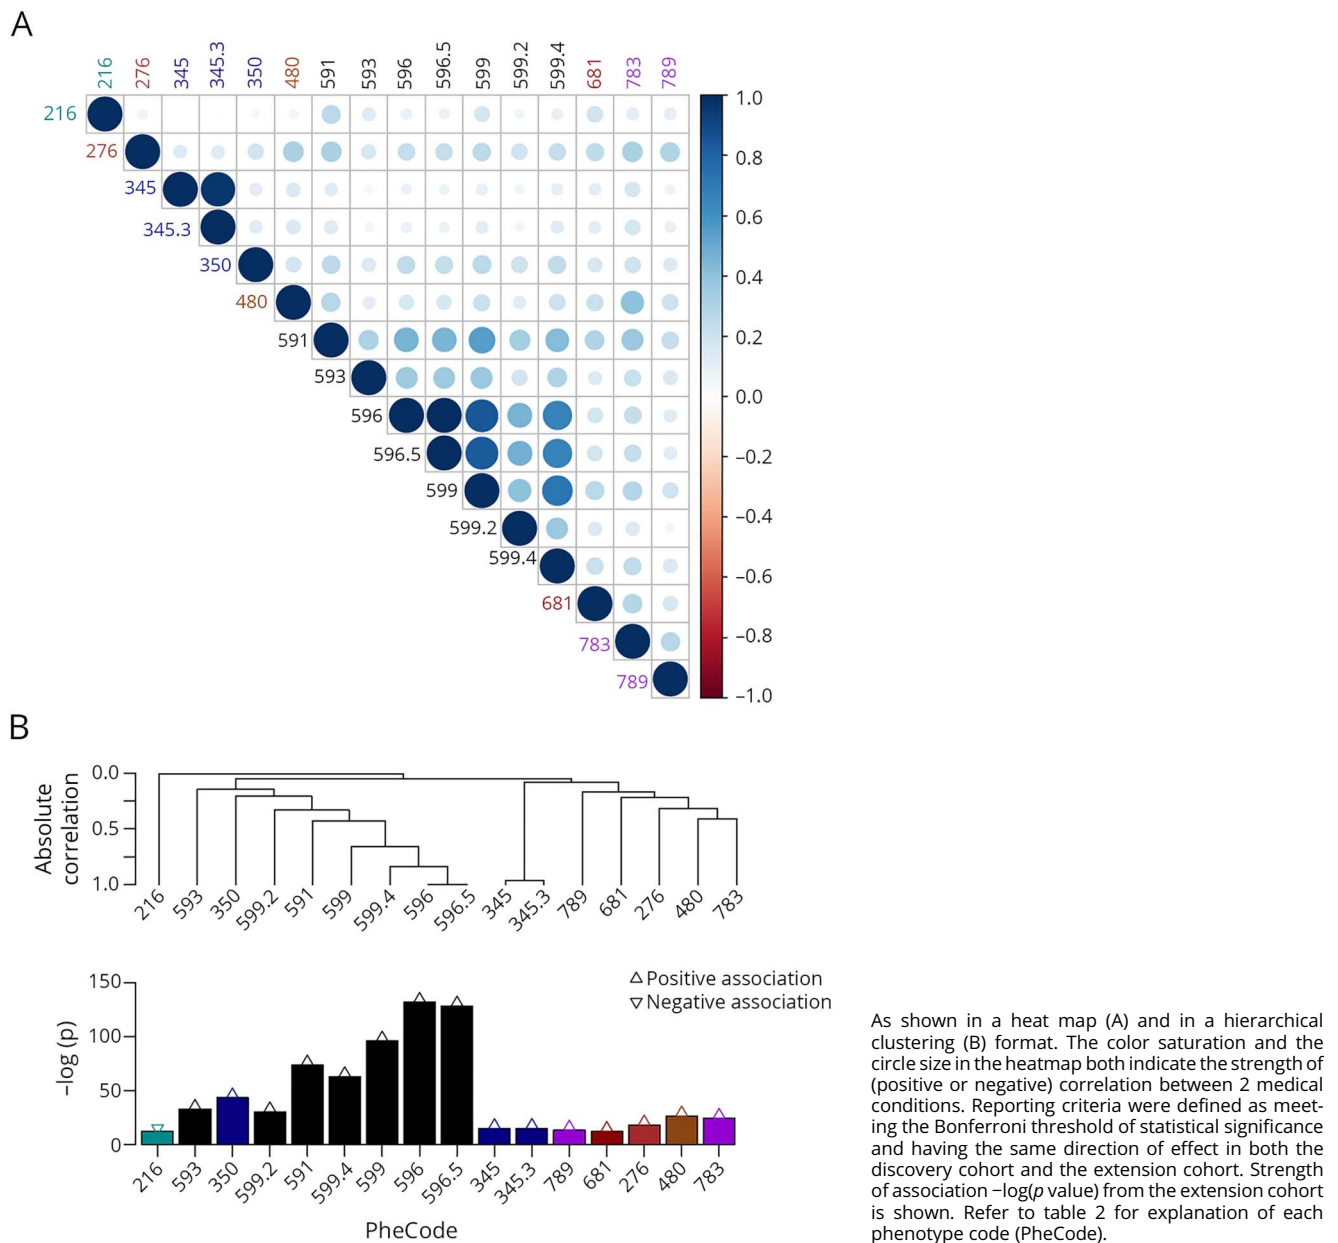 A
216 276 345 345.3 350 480 591 593 596 596.5 599 599.2 599.4 681 783 789
216
276
345
345.3
350
480
591
593
596
596.5
599
599.2
599.4
681
783
789
1.0
0.8
0.6
0.4
0.2
0.0
−0.2
−0.4
−0.6
−0.8
−1.0
B
Absolute
correlation
0.0
0.5
1.0
216 593 350 599.2 591 599 599.4 596 596.5 345 345.3 789 681 276 480 783
−log (p)
150
100
50
0
Positive association
Negative association
216 593 350 599.2 591 599.4 599 596 596.5 345 345.3 789 681 276 480 783
PheCode
As shown in a heat map (A) and in a hierarchical
clustering (B) format. The color saturation and the
circle size in the heatmap both indicate the strength of
(positive or negative) correlation between 2 medical
conditions. Reporting criteria were defined as meet-
ing the Bonferroni threshold of statistical significance
and having the same direction of effect in both the
discovery cohort and the extension cohort. Strength
of association −log(p value) from the extension cohort
is shown. Refer to table 2 for explanation of each
phenotype code (PheCode).